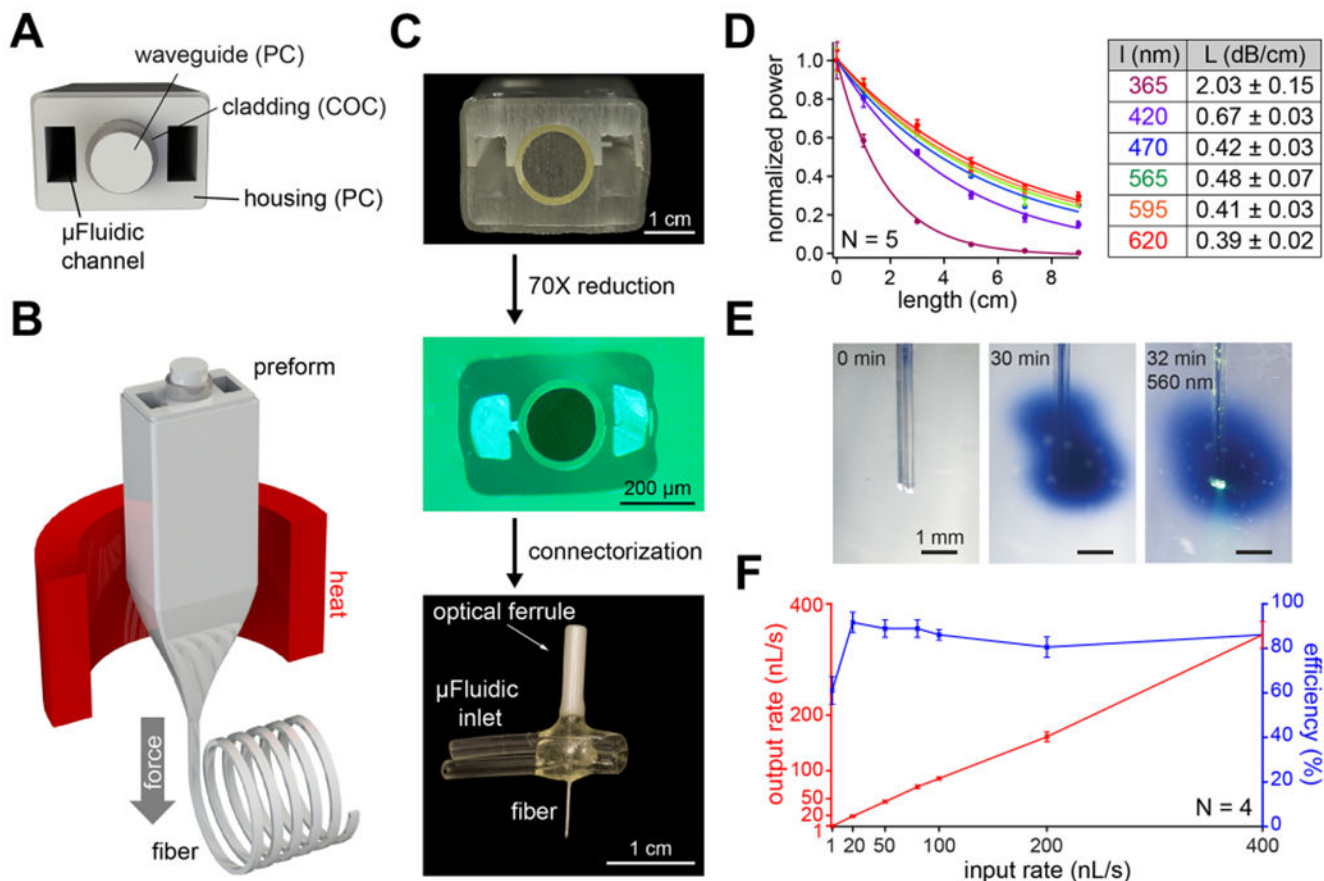 A
waveguide (PC)
cladding (COC)
housing (PC)
µFluidic
channel
B
preform
heat
force
fiber
C
1 cm
70X reduction
200 µm
connectorization
optical ferrule
µFluidic
inlet
fiber
1 cm
D
normalized power
1.0
0.8
0.6
0.4
0.2
0.0
N = 5
0 2 4 6 8
length (cm)
l (nm) L (dB/cm)
365 2.03 ± 0.15
420 0.67 ± 0.03
470 0.42 ± 0.03
565 0.48 ± 0.07
595 0.41 ± 0.03
620 0.39 ± 0.02
E
0 min
1 mm
30 min
32 min
560 nm
F
output rate (nL/s)
400
200
100
50
20
1
efficiency (%)
100
80
60
40
20
0
N = 4
1 20 50 100 200 400
input rate (nL/s)